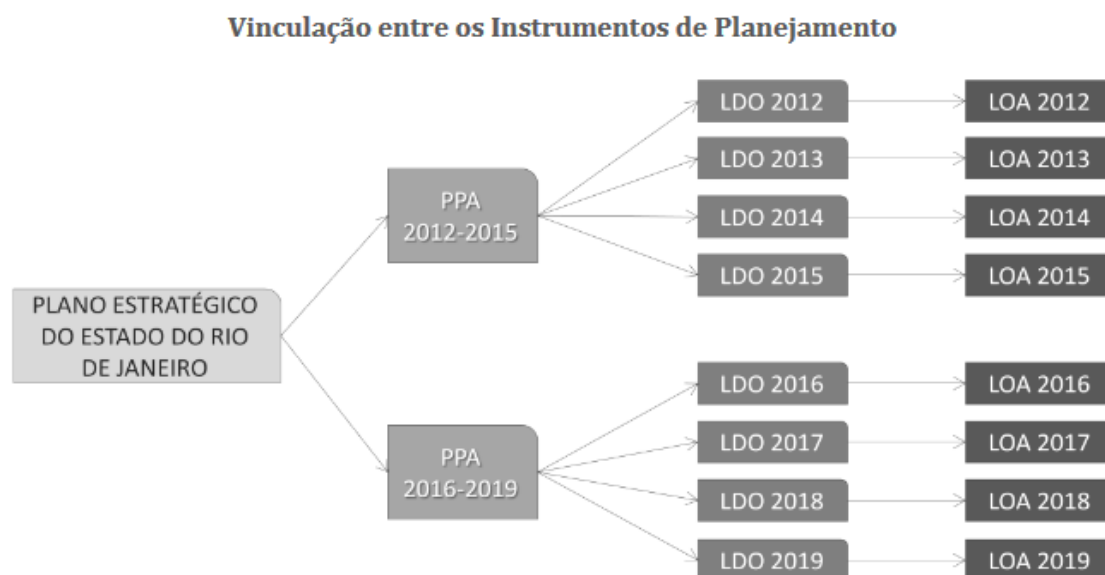 Vinculação entre os Instrumentos de Planejamento
PLANO ESTRATÉGICO
DO ESTADO DO RIO
DE JANEIRO
PPA
2012-2015
LDO 2012
LOA 2012
LDO 2013
LOA 2013
LDO 2014
LOA 2014
LDO 2015
LOA 2015
PPA
2016-2019
LDO 2016
LOA 2016
LDO 2017
LOA 2017
LDO 2018
LOA 2018
LDO 2019
LOA 2019